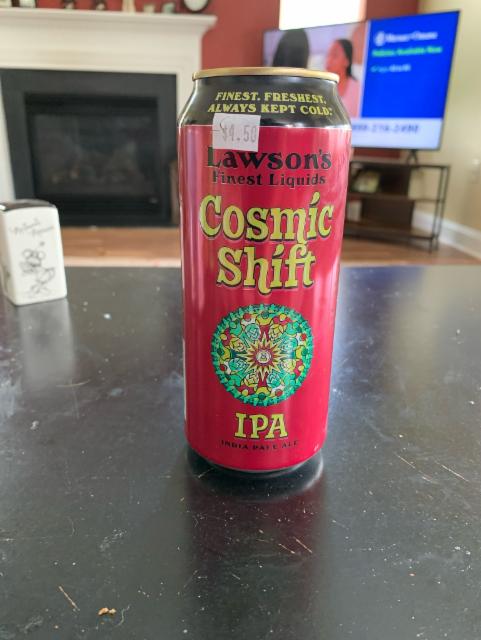 FINEST. FRESHEST.
ALWAYS KEPT COLD.
$4.50
Lawson's
Finest Liquids
Cosmic
Shift
IPA
INDIA PALE ALE